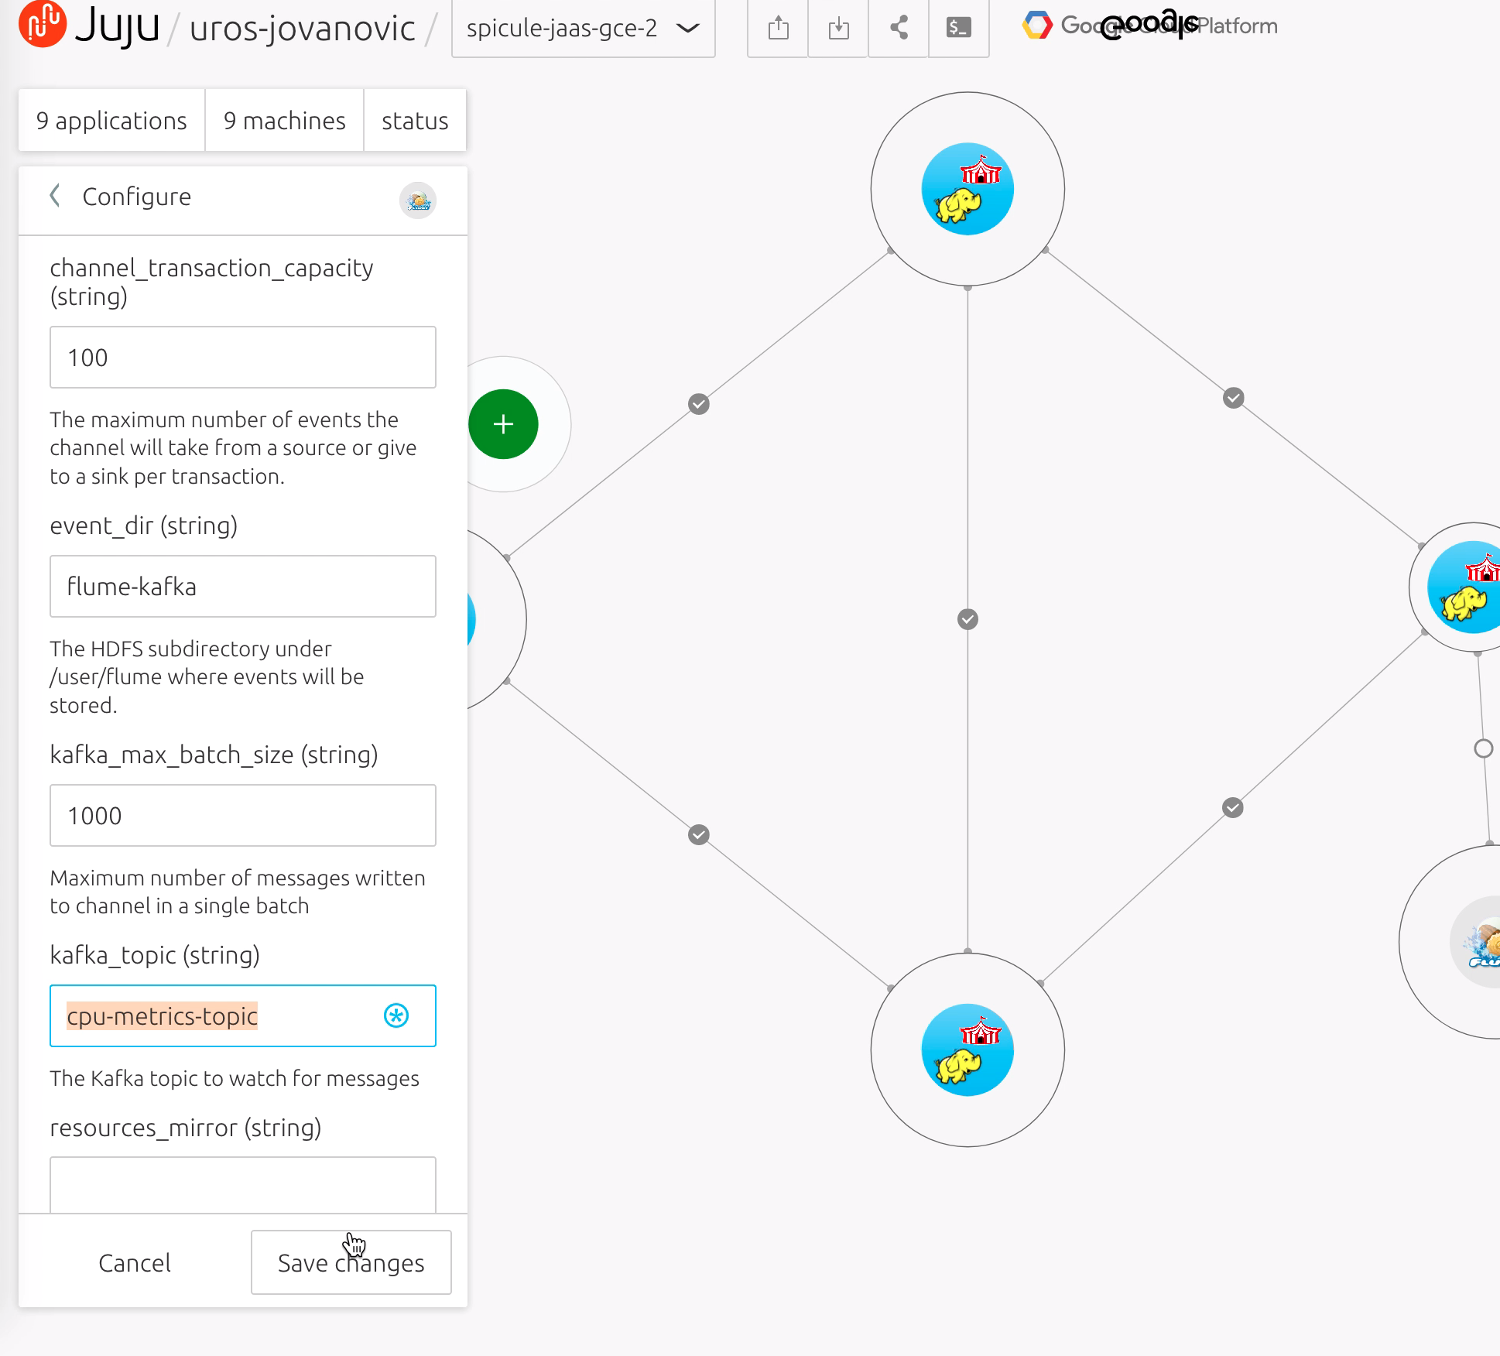 Juju / uros-jovanovic / spicule-jaas-gce-2
Google Cloud Platform
9 applications 9 machines status
Configure
channel_transaction_capacity
(string)
100
The maximum number of events the
channel will take from a source or give
to a sink per transaction.
event_dir (string)
flume-kafka
The HDFS subdirectory under
/user/flume where events will be
stored.
kafka_max_batch_size (string)
1000
Maximum number of messages written
to channel in a single batch
kafka_topic (string)
cpu-metrics-topic
The Kafka topic to watch for messages
resources_mirror (string)
Cancel Save changes